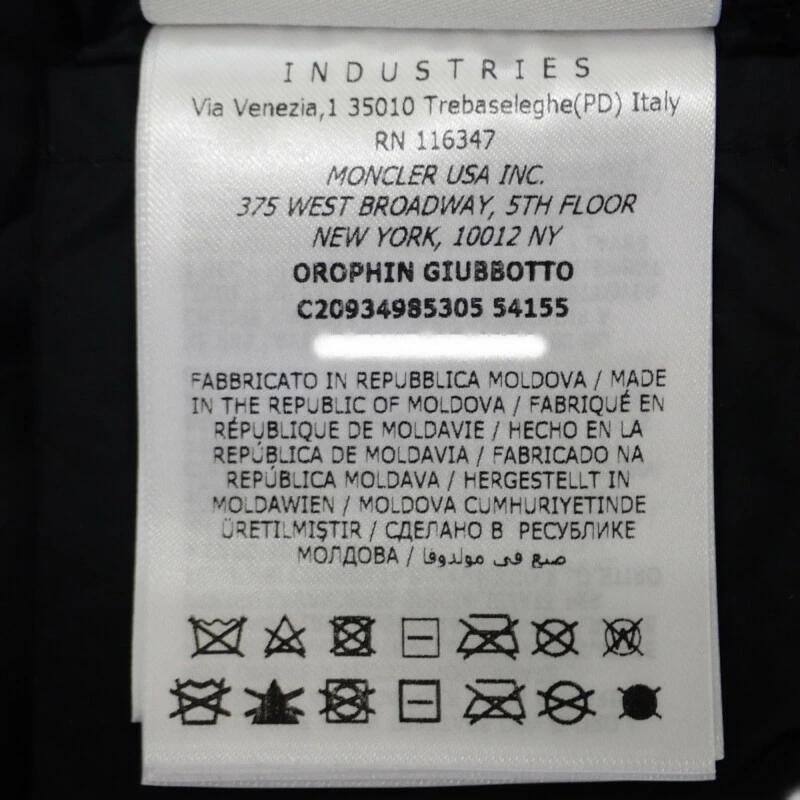 INDUSTRIES
Via Venezia,1 35010 Trebaseleghe(PD) Italy
RN 116347
MONCLER USA INC.
375 WEST BROADWAY, 5TH FLOOR
NEW YORK, 10012 NY
OROPHIN GIUBBOTTO
C20934985305 54155
FABBRICATO IN REPUBBLICA MOLDOVA / MADE
IN THE REPUBLIC OF MOLDOVA / FABRIQUÉ EN
RÉPUBLIQUE DE MOLDAVIE / HECHO EN LA
REPÚBLICA DE MOLDAVIA / FABRICADO NA
REPÚBLICA MOLDAVA / HERGESTELLT IN
MOLDAWIEN / MOLDOVA CUMHURIYETINDE
ÜRETILMIŞTIR / СДЕЛАНО В РЕСУБЛИКЕ
МОЛДОВА / صنع في مولدوفا
W